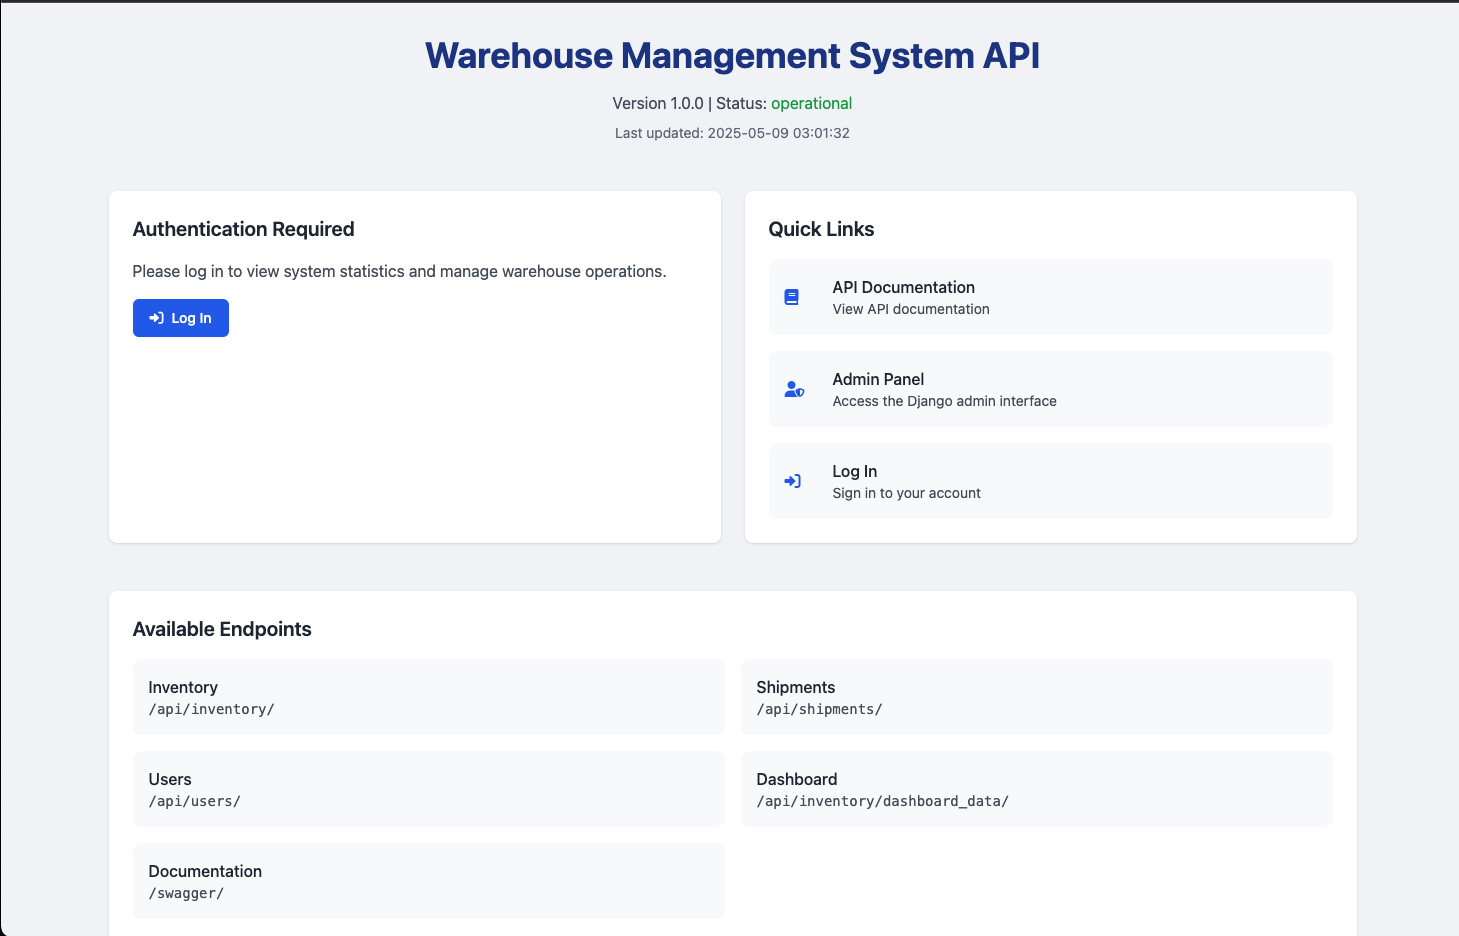 Warehouse Management System API
Version 1.0.0 | Status: operational
Last updated: 2025-05-09 03:01:32
Authentication Required
Please log in to view system statistics and manage warehouse operations.
Log In
Quick Links
API Documentation
View API documentation
Admin Panel
Access the Django admin interface
Log In
Sign in to your account
Available Endpoints
Inventory
/api/inventory/
Shipments
/api/shipments/
Users
/api/users/
Dashboard
/api/inventory/dashboard_data/
Documentation
/swagger/